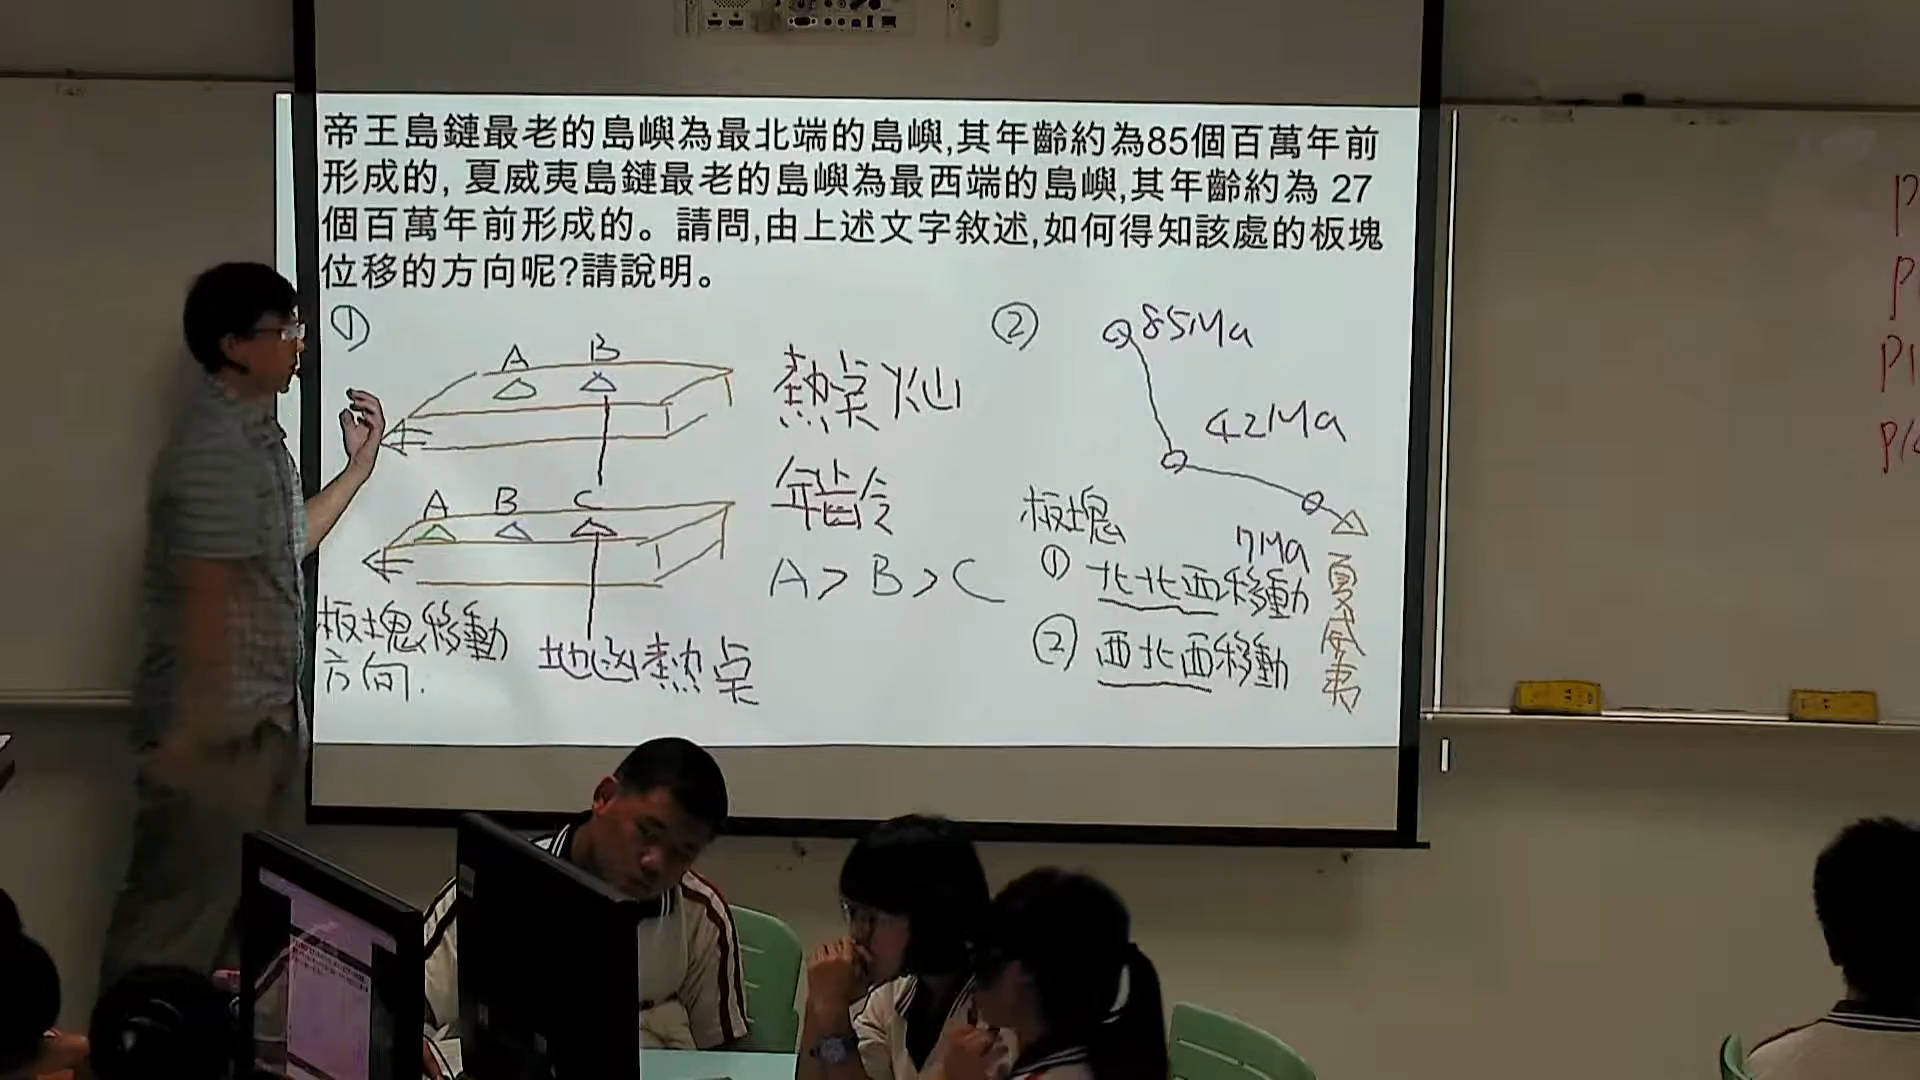 帝王島鏈最老的島嶼為最北端的島嶼,其年齡約為85個百萬年前
形成的, 夏威夷島鏈最老的島嶼為最西端的島嶼,其年齡約為 27
個百萬年前形成的。請問,由上述文字敘述,如何得知該處的板塊
位移的方向呢?請說明。
①
A B
A B C
板塊移動
方向.
地函熱點
熱點火山
年齡
A > B > C
②
85Ma
42Ma
7Ma
夏威夷
板塊
① 北北西移動
② 西北西移動